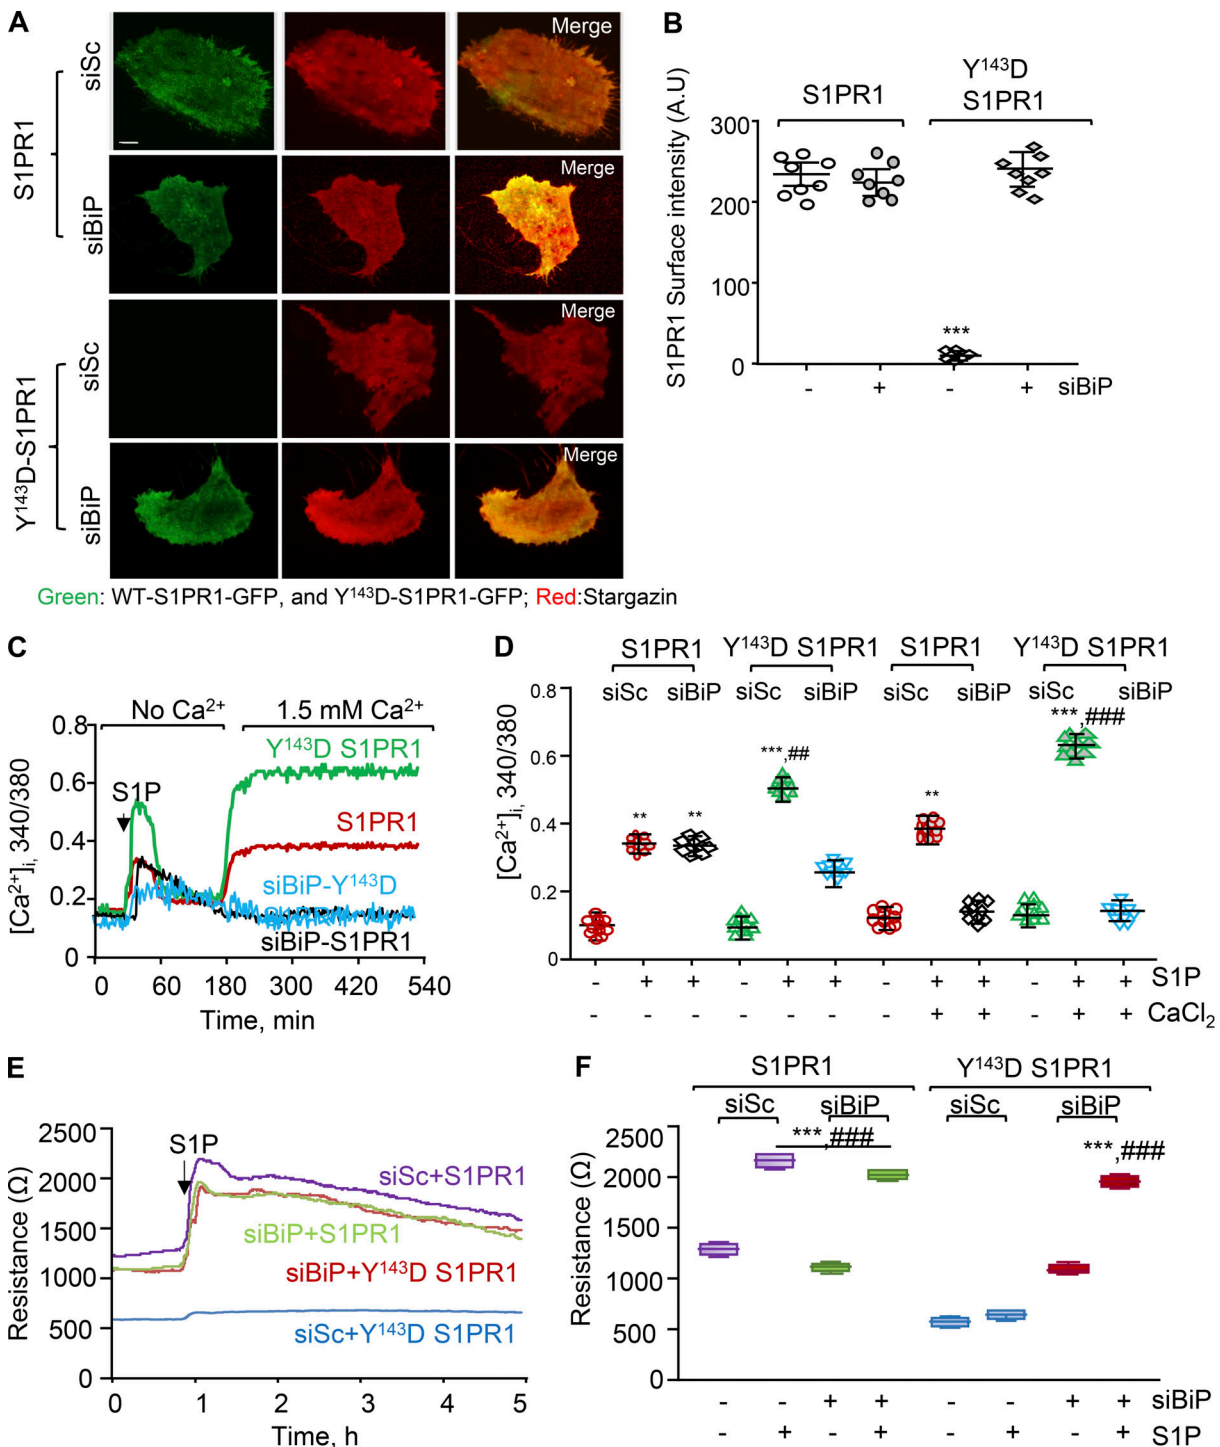 A
S1PR1
Y¹⁴³D-S1PR1
siSc
siBiP
siSc
siBiP
Merge
Merge
Merge
Merge
Green: WT-S1PR1-GFP, and Y¹⁴³D-S1PR1-GFP; Red:Stargazin
B
S1PR1
Y¹⁴³D
S1PR1
S1PR1 Surface intensity (A.U)
300
200
100
0
***
- + - + siBiP
C
No Ca²⁺
1.5 mM Ca²⁺
[Ca²⁺]i, 340/380
0.8
0.6
0.4
0.2
0
S1P
Y¹⁴³D S1PR1
S1PR1
siBiP-Y¹⁴³D
siBiP-S1PR1
0 60 180 300 420 540
Time, min
D
S1PR1 Y¹⁴³D S1PR1 S1PR1 Y¹⁴³D S1PR1
siSc siBiP siSc siBiP siSc siBiP siSc siBiP
[Ca²⁺]i, 340/380
0.8
0.6
0.4
0.2
0
** ** ***,## ** ***,###
- + + - + + - + + - + + S1P
- - - - - - - + + - + + CaCl₂
E
Resistance (Ω)
2500
2000
1500
1000
500
0
S1P
siSc+S1PR1
siBiP+S1PR1
siBiP+Y¹⁴³D S1PR1
siSc+Y¹⁴³D S1PR1
0 1 2 3 4 5
Time, h
F
S1PR1 Y¹⁴³D S1PR1
siSc siBiP siSc siBiP
Resistance (Ω)
2500
2000
1500
1000
500
0
***,### ***,###
- - + + - - + + siBiP
- + - + - + - + S1P